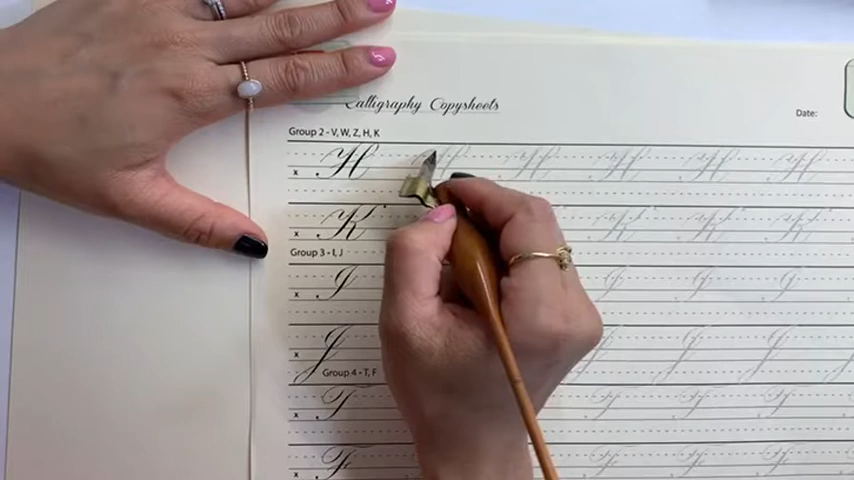 Calligraphy Copysheets
Date:
Group 2 - V, W, Z, H, K
x H H H H H H
x K K K K
Group 3 - I, J
x I I I I
x J J J J
Group 4 - T, F
x T T T T
x F F F F